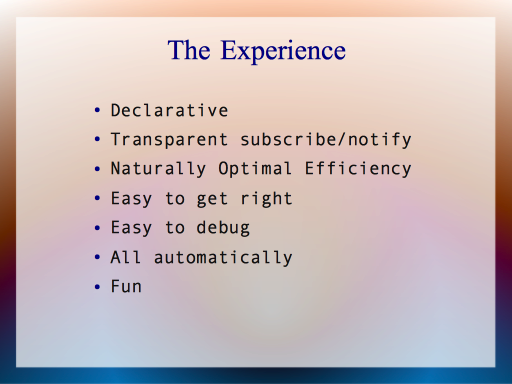 The Experience
• Declarative
• Transparent subscribe/notify
• Naturally Optimal Efficiency
• Easy to get right
• Easy to debug
• All automatically
• Fun